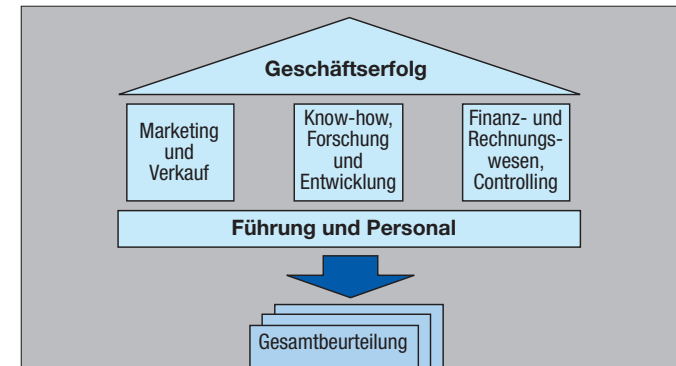 Geschäftserfolg
Marketing
und
Verkauf
Know-how,
Forschung
und
Entwicklung
Finanz- und
Rechnungs-
wesen,
Controlling
Führung und Personal
Gesamtbeurteilung